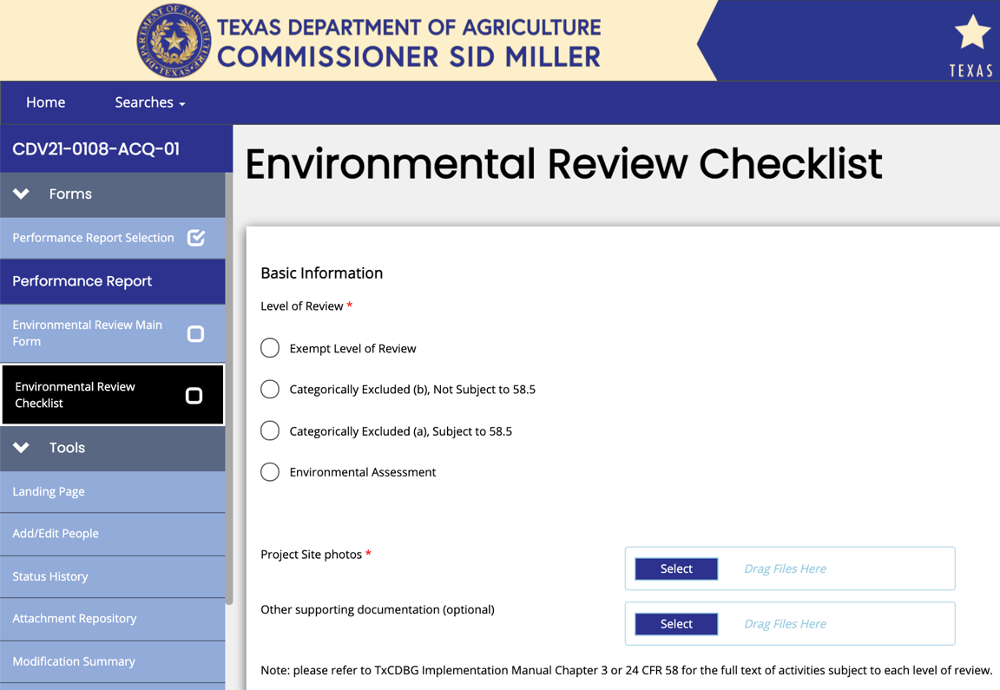 DEPARTMENT OF AGRICULTURE
TEXAS
TEXAS DEPARTMENT OF AGRICULTURE
COMMISSIONER SID MILLER
TEXAS
Home
Searches
CDV21-0108-ACQ-01
Forms
Performance Report Selection
Performance Report
Environmental Review Main
Form
Environmental Review
Checklist
Tools
Landing Page
Add/Edit People
Status History
Attachment Repository
Modification Summary
Environmental Review Checklist
Basic Information
Level of Review *
Exempt Level of Review
Categorically Excluded (b), Not Subject to 58.5
Categorically Excluded (a), Subject to 58.5
Environmental Assessment
Project Site photos *
Select Drag Files Here
Other supporting documentation (optional)
Select Drag Files Here
Note: please refer to TxCDBG Implementation Manual Chapter 3 or 24 CFR 58 for the full text of activities subject to each level of review.